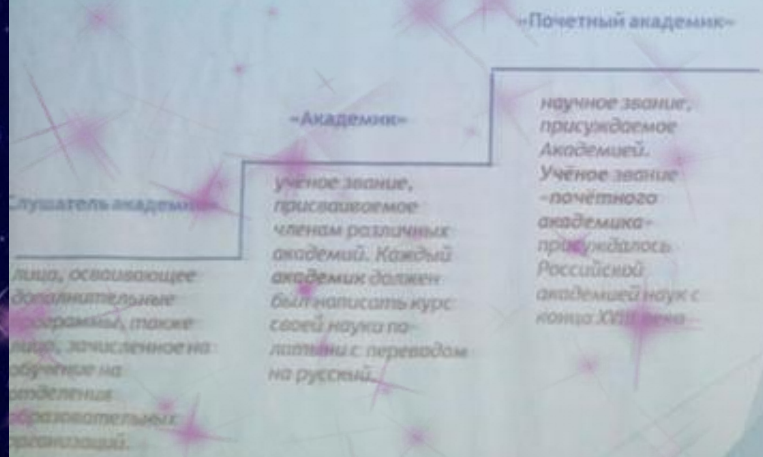 Слушатель академии
лицо, осваивающее
дополнительные
программы, также
лицо, зачисленное на
обучение на
отделения
образовательных
организаций.
«Академик»
учёное звание,
присваиваемое
членам различных
академий. Каждый
академик должен
был написать курс
своей науки по-
латыни с переводом
на русский.
«Почетный академик»
научное звание,
присуждаемое
Академией.
Учёное звание
«почётного
академика»
присуждалось
Российской
академией наук с
конца XVIII века